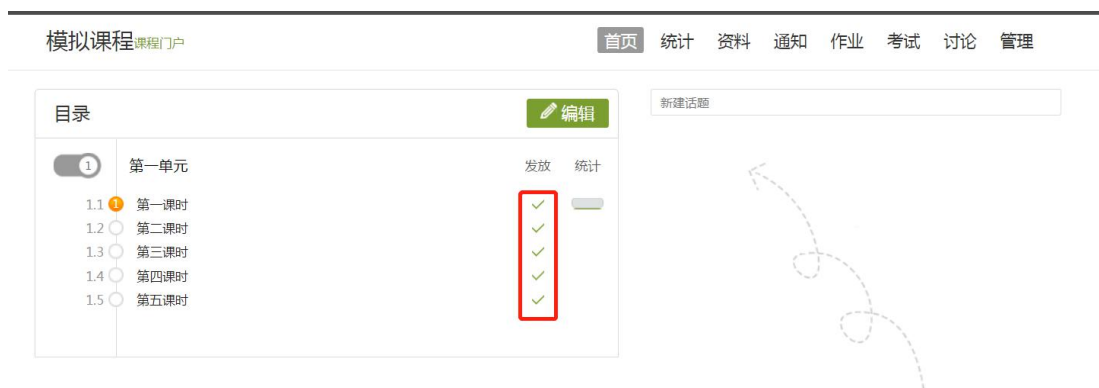 模拟课程课程门户
首页 统计 资料 通知 作业 考试 讨论 管理
目录
编辑
新建话题
1 第一单元 发放 统计
1.1 1 第一课时
1.2 第二课时
1.3 第三课时
1.4 第四课时
1.5 第五课时